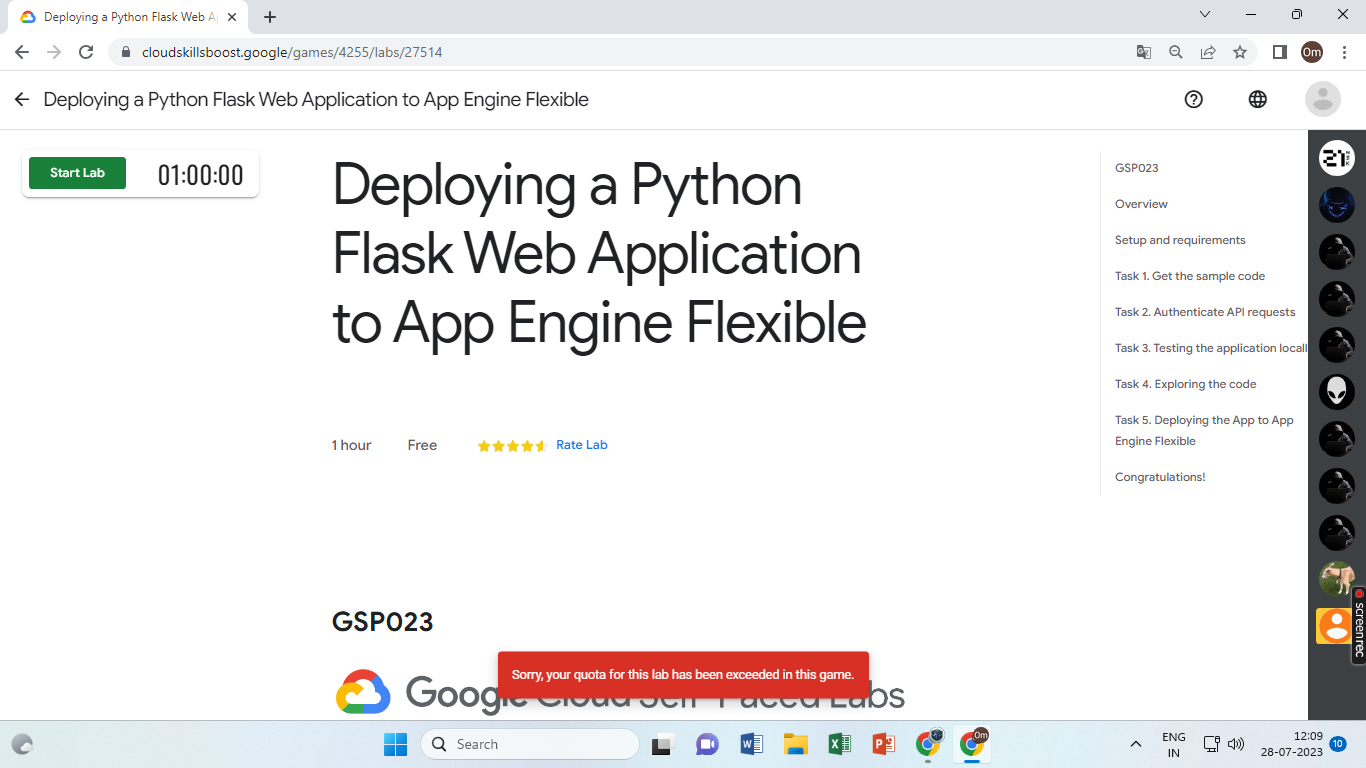 Deploying a Python Flask Web Ap
cloudskillsboost.google/games/4255/labs/27514
Om
Deploying a Python Flask Web Application to App Engine Flexible
Start Lab
01:00:00
Deploying a Python
Flask Web Application
to App Engine Flexible
1 hour
Free
Rate Lab
GSP023
Overview
Setup and requirements
Task 1. Get the sample code
Task 2. Authenticate API requests
Task 3. Testing the application locall
Task 4. Exploring the code
Task 5. Deploying the App to App
Engine Flexible
Congratulations!
21
screenrec
GSP023
Google Cloud Self-Paced Labs
Sorry, your quota for this lab has been exceeded in this game.
Search
Om
ENG
IN
12:09
28-07-2023
10